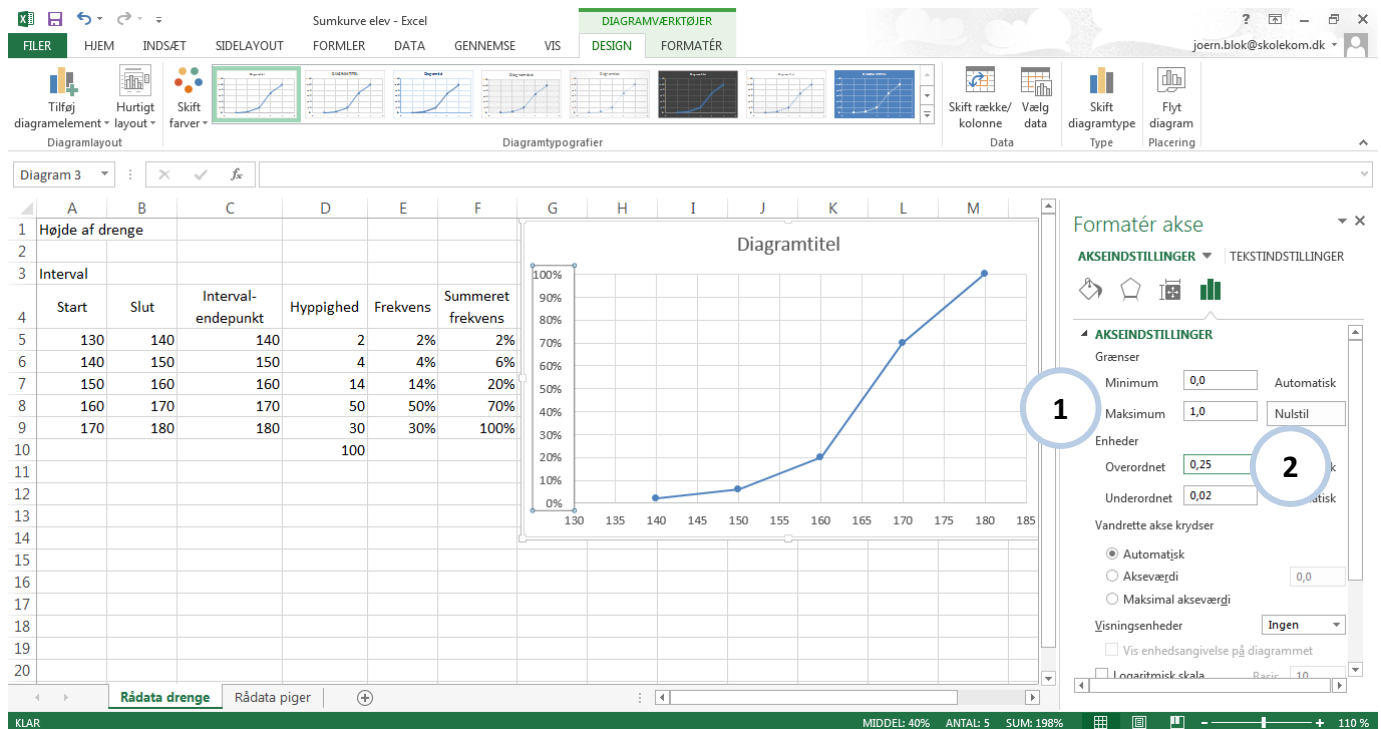 Sumkurve elev - Excel
DIAGRAMVÆRKTØJER
?
FILER HJEM INDSÆT SIDELAYOUT FORMLER DATA GENNEMSE VIS DESIGN FORMATÉR
joern.blok@skolekom.dk
Tilføj diagramelement
Hurtigt layout
Skift farver
Skift række/ kolonne
Vælg data
Skift diagramtype
Flyt diagram
Diagramlayout
Diagramtypografier
Data
Type
Placering
Diagram 3
fx
A B C D E F G H I J K L M
1 Højde af drenge
2
3 Interval
4 Start Slut Interval-endepunkt Hyppighed Frekvens Summeret frekvens
5 130 140 140 2 2% 2%
6 140 150 150 4 4% 6%
7 150 160 160 14 14% 20%
8 160 170 170 50 50% 70%
9 170 180 180 30 30% 100%
10 100
11
12
13
14
15
16
17
18
19
20
Diagramtitel
100%
90%
80%
70%
60%
50%
40%
30%
20%
10%
0%
130 135 140 145 150 155 160 165 170 175 180 185
Formatér akse
AKSEINDSTILLINGER TEKSTINDSTILLINGER
AKSEINDSTILLINGER
Grænser
Minimum 0,0 Automatisk
1
Maksimum 1,0 Nulstil
Enheder
Overordnet 0,25
2
Underordnet 0,02
Vandrette akse krydser
Automatisk
Akseværdi 0,0
Maksimal akseværdi
Visningsenheder Ingen
Vis enhedsangivelse på diagrammet
Logaritmisk skala Basis 10
Rådata drenge Rådata piger
KLAR
MIDDEL: 40% ANTAL: 5 SUM: 198%
110 %